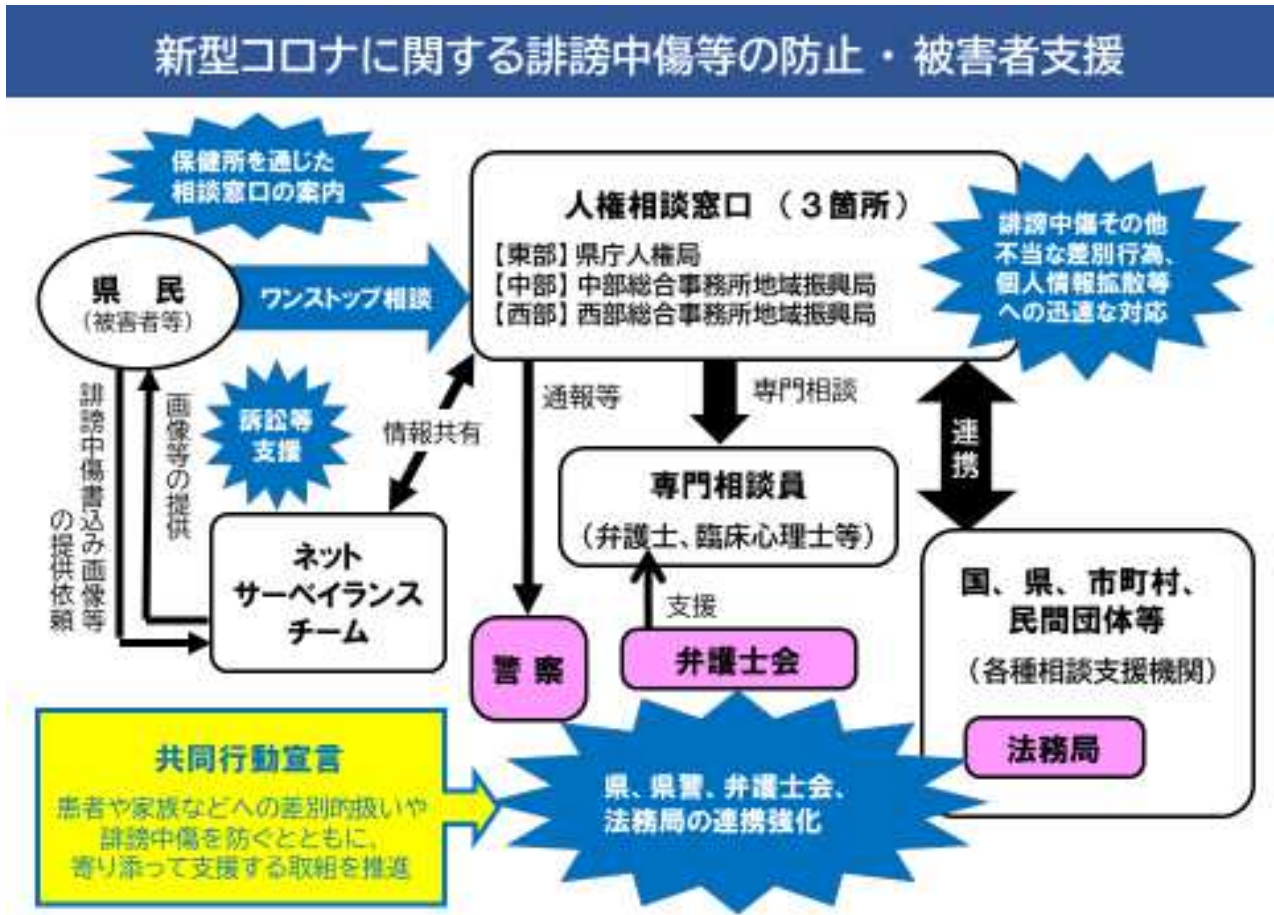 新型コロナに関する誹謗中傷等の防止・被害者支援
保健所を通じた
相談窓口の案内
県　民
（被害者等）
ワンストップ相談
人権相談窓口　（３箇所）
【東部】県庁人権局
【中部】中部総合事務所地域振興局
【西部】西部総合事務所地域振興局
誹謗中傷その他
不当な差別行為、
個人情報拡散等
への迅速な対応
誹謗中傷書込み画像等
の提供依頼
画像等の提供
訴訟等
支援
情報共有
通報等
専門相談
連携
専門相談員
（弁護士、臨床心理士等）
ネット
サーベイランス
チーム
支援
警 察
弁護士会
国、県、市町村、
民間団体等
（各種相談支援機関）
法務局
共同行動宣言
患者や家族などへの差別的扱いや
誹謗中傷を防ぐとともに、
寄り添って支援する取組を推進
県、県警、弁護士会、
法務局の連携強化